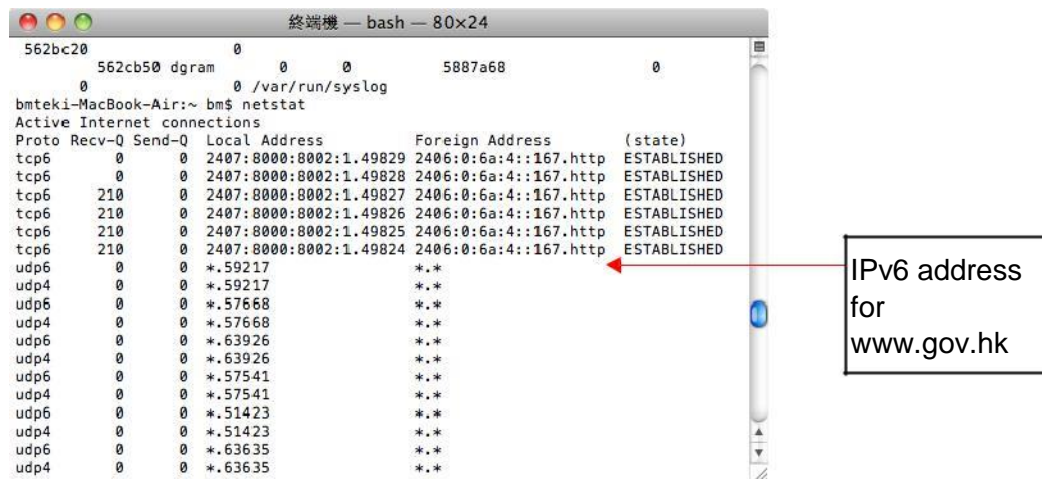 終端機 — bash — 80×24
562bc20 0
562cb50 dgram 0 0 5887a68 0
0 0 /var/run/syslog
bmteki-MacBook-Air:~ bm$ netstat
Active Internet connections
Proto Recv-Q Send-Q Local Address Foreign Address (state)
tcp6 0 0 2407:8000:8002:1.49829 2406:0:6a:4::167.http ESTABLISHED
tcp6 0 0 2407:8000:8002:1.49828 2406:0:6a:4::167.http ESTABLISHED
tcp6 210 0 2407:8000:8002:1.49827 2406:0:6a:4::167.http ESTABLISHED
tcp6 210 0 2407:8000:8002:1.49826 2406:0:6a:4::167.http ESTABLISHED
tcp6 210 0 2407:8000:8002:1.49825 2406:0:6a:4::167.http ESTABLISHED
tcp6 210 0 2407:8000:8002:1.49824 2406:0:6a:4::167.http ESTABLISHED
udp6 0 0 *.59217 *.*
udp4 0 0 *.59217 *.*
udp6 0 0 *.57668 *.*
udp4 0 0 *.57668 *.*
udp6 0 0 *.63926 *.*
udp4 0 0 *.63926 *.*
udp6 0 0 *.57541 *.*
udp4 0 0 *.57541 *.*
udp6 0 0 *.51423 *.*
udp4 0 0 *.51423 *.*
udp6 0 0 *.63635 *.*
udp4 0 0 *.63635 *.*
IPv6 address
for
www.gov.hk